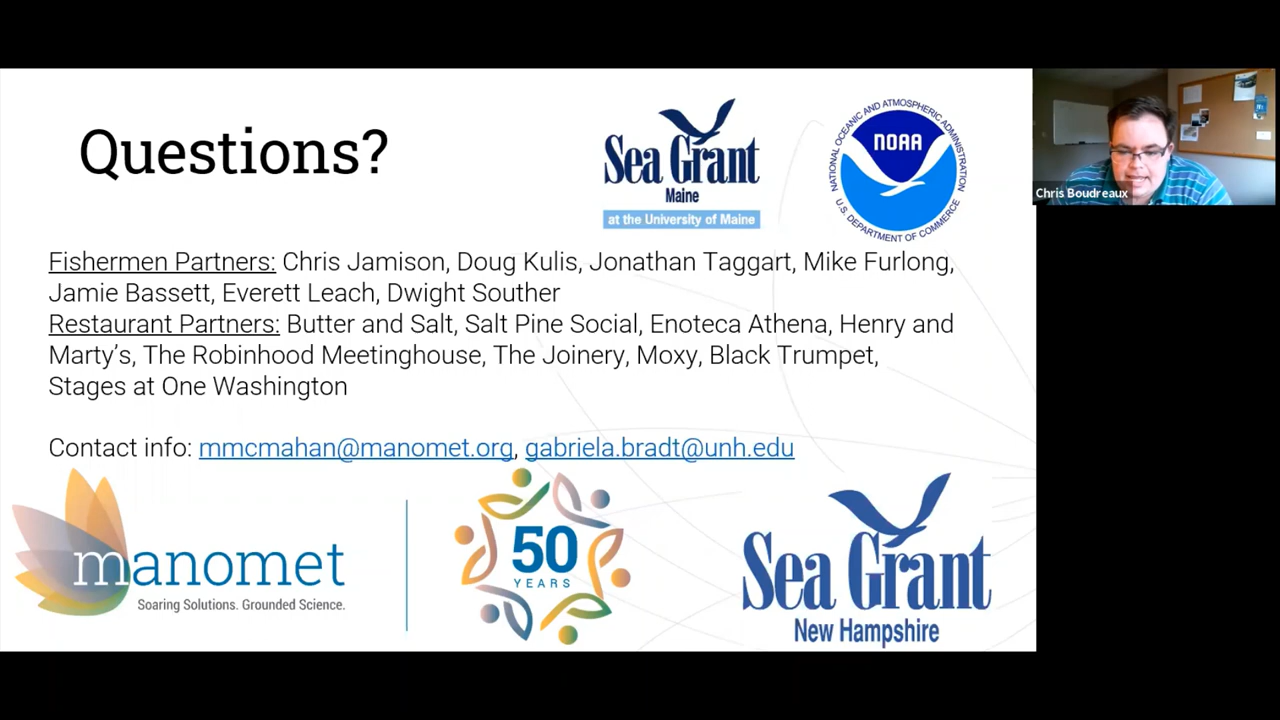 Questions?
Sea Grant
Maine
at the University of Maine
NATIONAL OCEANIC AND ATMOSPHERIC ADMINISTRATION
NOAA
U.S. DEPARTMENT OF COMMERCE
Chris Boudreaux
Fishermen Partners: Chris Jamison, Doug Kulis, Jonathan Taggart, Mike Furlong,
Jamie Bassett, Everett Leach, Dwight Souther
Restaurant Partners: Butter and Salt, Salt Pine Social, Enoteca Athena, Henry and
Marty’s, The Robinhood Meetinghouse, The Joinery, Moxy, Black Trumpet,
Stages at One Washington
Contact info: mmcmahan@manomet.org, gabriela.bradt@unh.edu
manomet
Soaring Solutions. Grounded Science.
50
YEARS
Sea Grant
New Hampshire